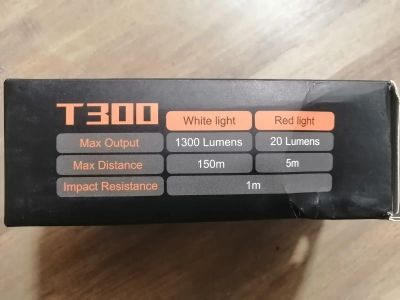 T300 White light Red light
Max Output 1300 Lumens 20 Lumens
Max Distance 150m 5m
Impact Resistance 1m